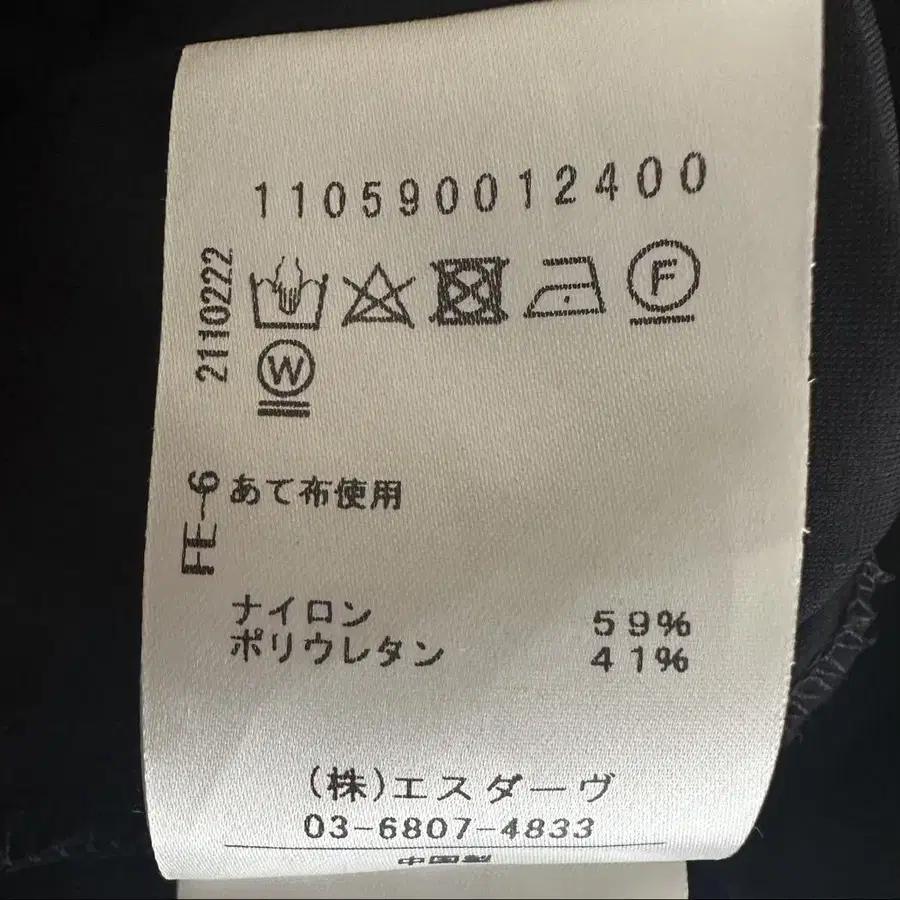 110590012400
2110222
F
W
FE-6
あて布使用
ナイロン 59%
ポリウレタン 41%
(株)エスダーヴ
03-6807-4833
中国製